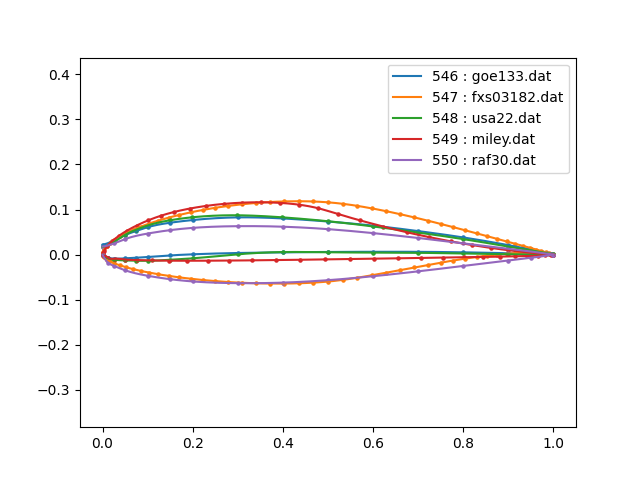 546 : goe133.dat
547 : fxs03182.dat
548 : usa22.dat
549 : miley.dat
550 : raf30.dat
0.4
0.3
0.2
0.1
0.0
−0.1
−0.2
−0.3
0.0 0.2 0.4 0.6 0.8 1.0